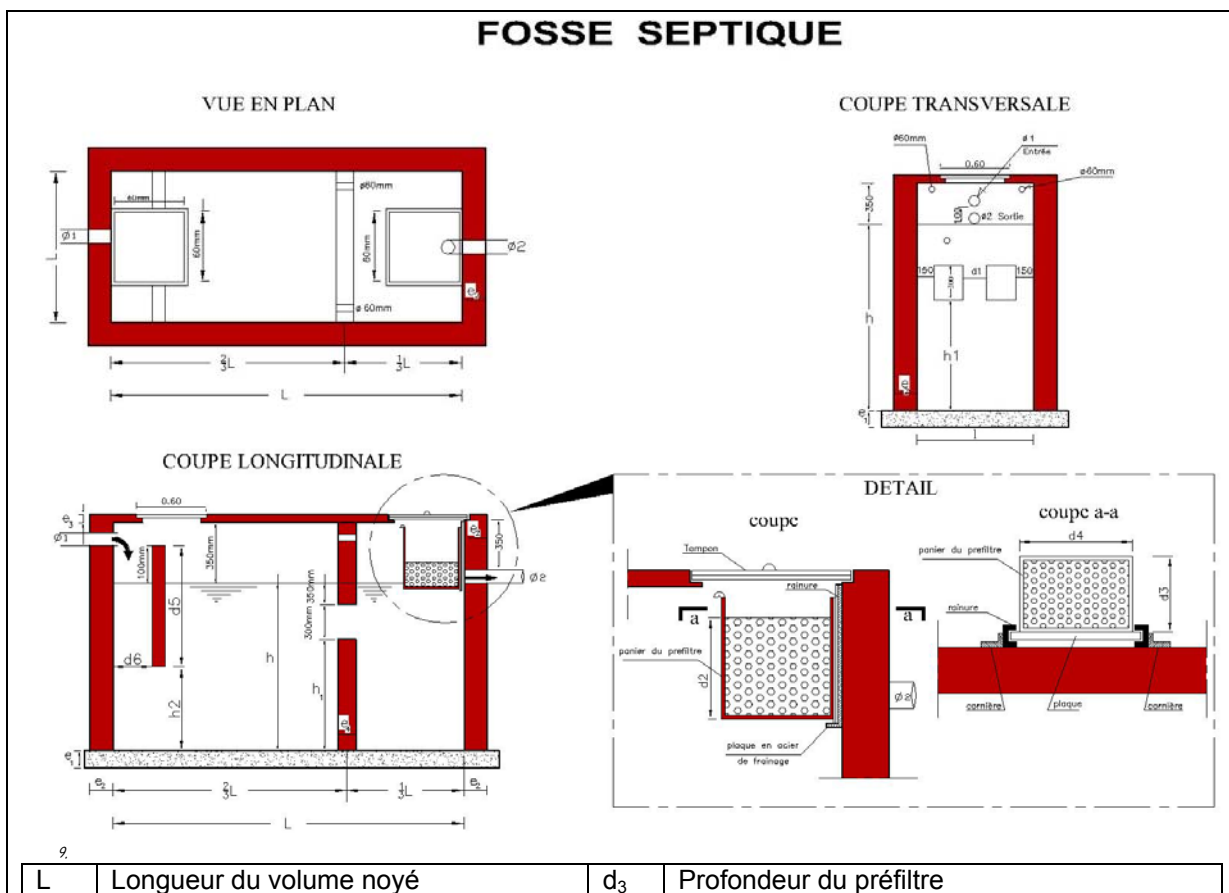 FOSSE SEPTIQUE
VUE EN PLAN
60mm
60mm
ø80mm
80mm
ø 60mm
Ø1
Ø2
L
e
2/3L
1/3L
L
COUPE TRANSVERSALE
ø60mm
ø1
Entrée
0.60
ø60mm
350
100
ø2 Sortie
150
d1
150
300
h
h1
e1
l
COUPE LONGITUDINALE
0.60
e3
Ø1
100mm
350mm
d5
d6
h2
h
350mm
300mm
h1
350
Ø2
e1
e2
2/3L
1/3L
e2
L
DETAIL
coupe
Tampon
rainure
a
a
panier du prefiltre
d2
Ø2
plaque en acier
de frainage
coupe a-a
d4
panier du prefiltre
d3
rainure
cornière
plaque
cornière
9.
L Longueur du volume noyé d3 Profondeur du préfiltre